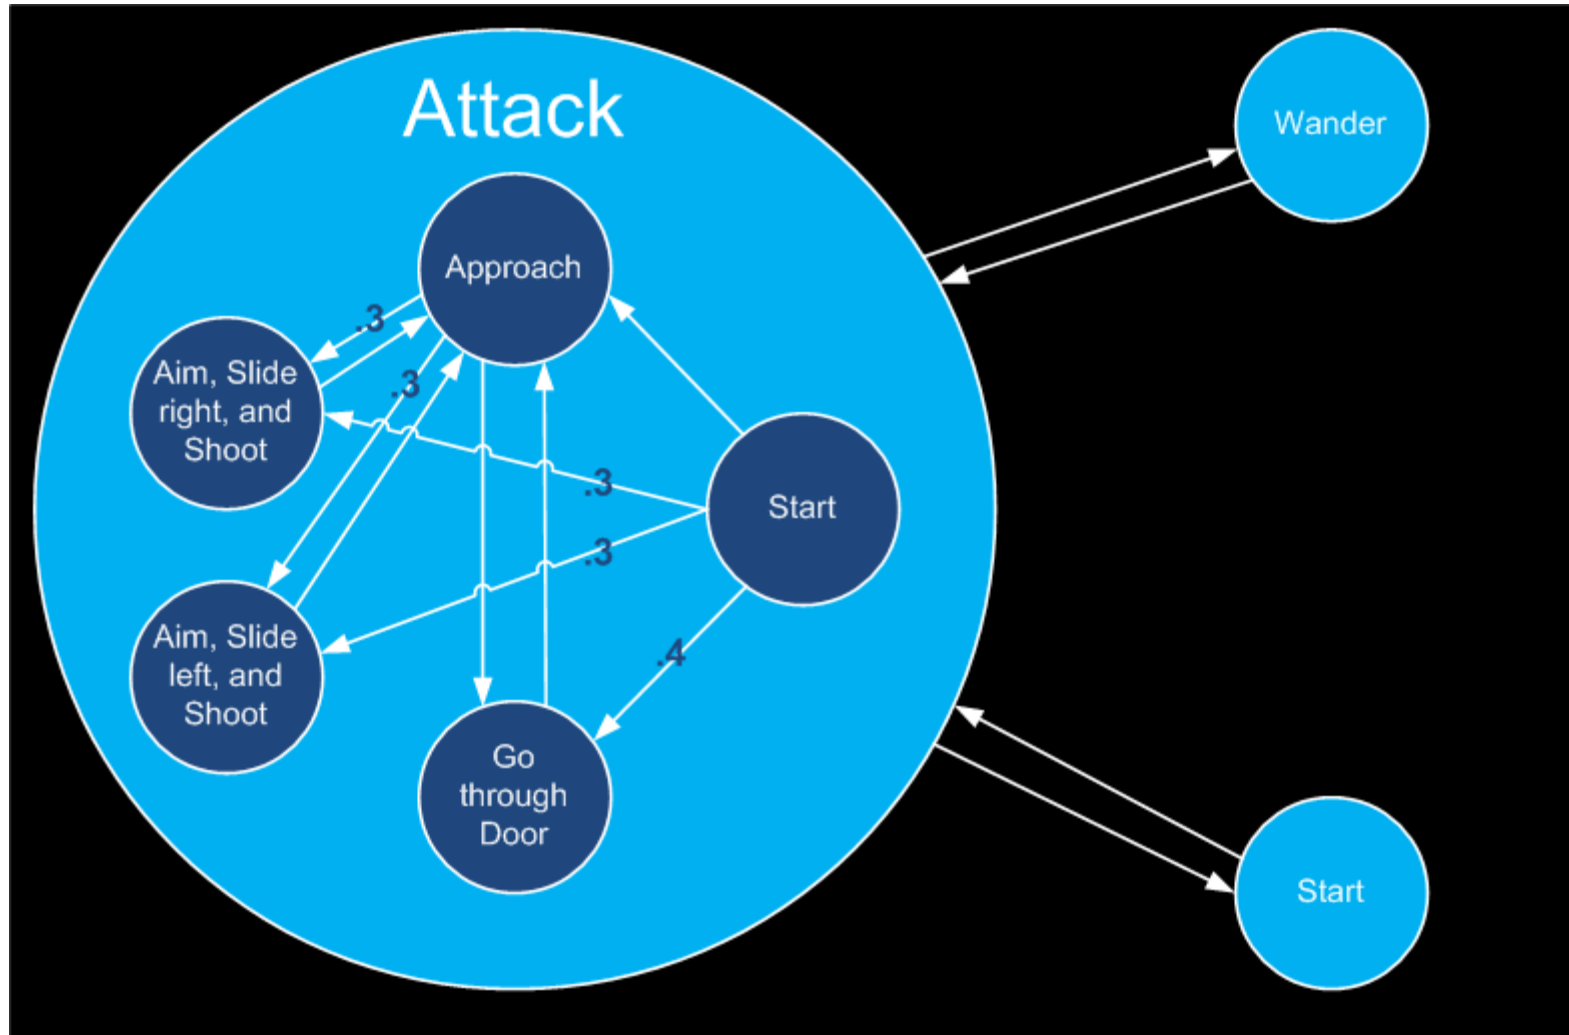 Attack
Wander
Approach
.3
Aim, Slide
right, and
Shoot
.3
.3
Start
.3
Aim, Slide
left, and
Shoot
.4
Go
through
Door
Start